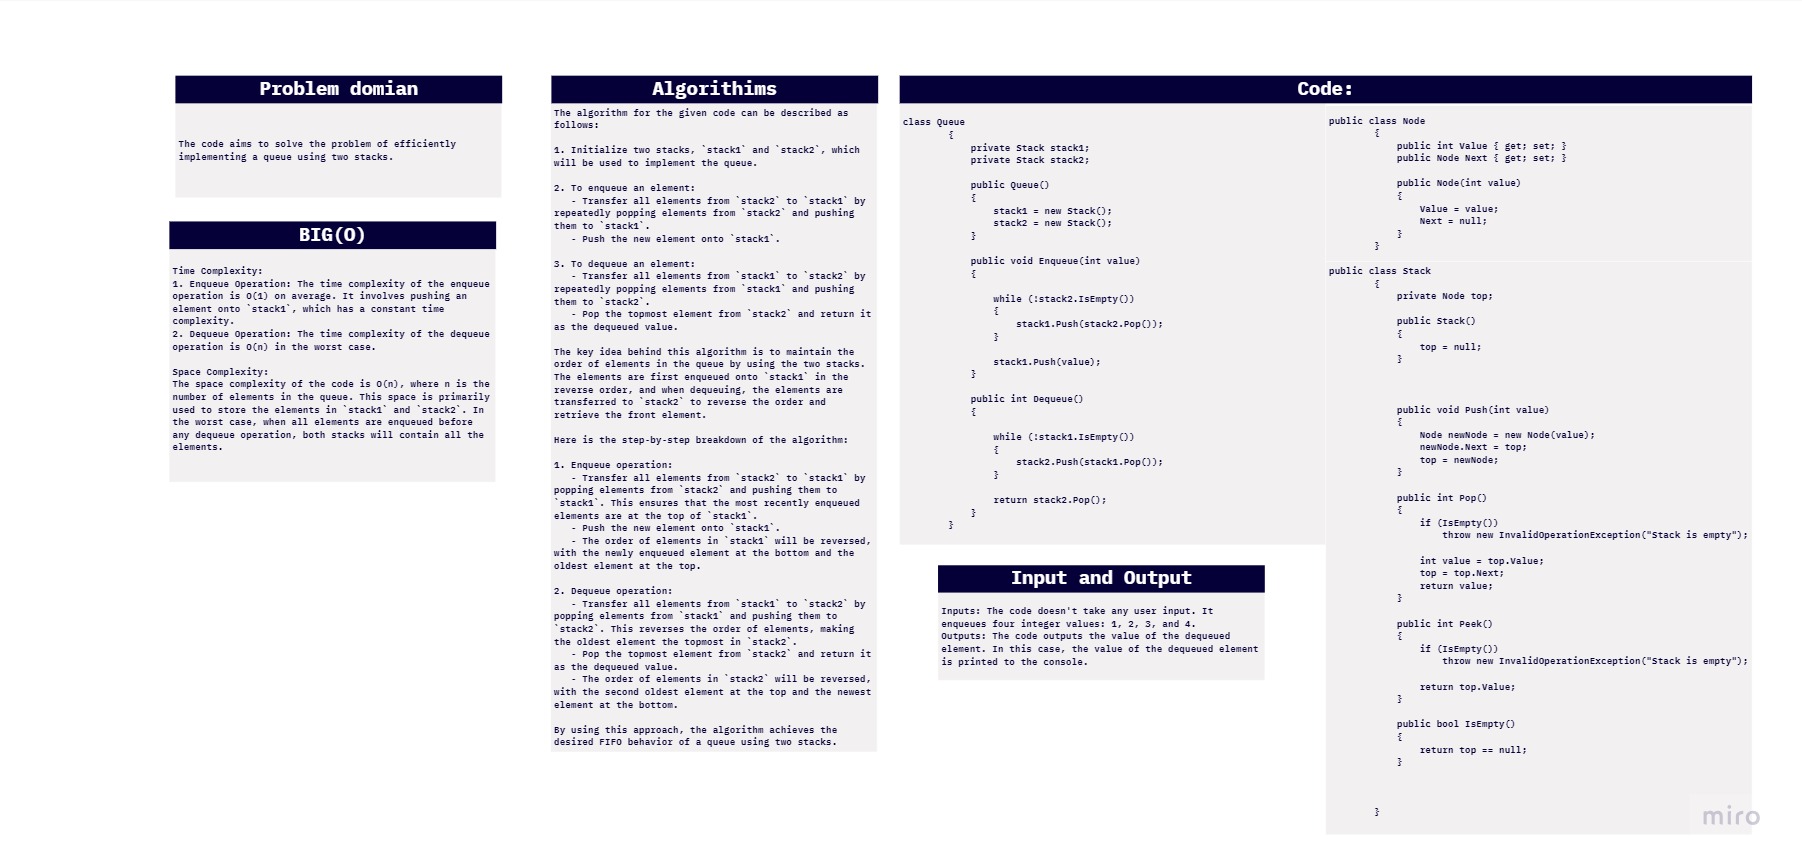 Problem domian
The code aims to solve the problem of efficiently
implementing a queue using two stacks.
BIG(O)
Time Complexity:
1. Enqueue Operation: The time complexity of the enqueue
operation is O(1) on average. It involves pushing an
element onto `stack1`, which has a constant time
complexity.
2. Dequeue Operation: The time complexity of the dequeue
operation is O(n) in the worst case.
Space Complexity:
The space complexity of the code is O(n), where n is the
number of elements in the queue. This space is primarily
used to store the elements in `stack1` and `stack2`. In
the worst case, when all elements are enqueued before
any dequeue operation, both stacks will contain all the
elements.
Algorithims
The algorithm for the given code can be described as
follows:
1. Initialize two stacks, `stack1` and `stack2`, which
will be used to implement the queue.
2. To enqueue an element:
- Transfer all elements from `stack2` to `stack1` by
repeatedly popping elements from `stack2` and pushing
them to `stack1`.
- Push the new element onto `stack1`.
3. To dequeue an element:
- Transfer all elements from `stack1` to `stack2` by
repeatedly popping elements from `stack1` and pushing
them to `stack2`.
- Pop the topmost element from `stack2` and return it
as the dequeued value.
The key idea behind this algorithm is to maintain the
order of elements in the queue by using the two stacks.
The elements are first enqueued onto `stack1` in the
reverse order, and when dequeuing, the elements are
transferred to `stack2` to reverse the order and
retrieve the front element.
Here is the step-by-step breakdown of the algorithm:
1. Enqueue operation:
- Transfer all elements from `stack2` to `stack1` by
popping elements from `stack2` and pushing them to
`stack1`. This ensures that the most recently enqueued
elements are at the top of `stack1`.
- Push the new element onto `stack1`.
- The order of elements in `stack1` will be reversed,
with the newly enqueued element at the bottom and the
oldest element at the top.
2. Dequeue operation:
- Transfer all elements from `stack1` to `stack2` by
popping elements from `stack1` and pushing them to
`stack2`. This reverses the order of elements, making
the oldest element the topmost in `stack2`.
- Pop the topmost element from `stack2` and return it
as the dequeued value.
- The order of elements in `stack2` will be reversed,
with the second oldest element at the top and the newest
element at the bottom.
By using this approach, the algorithm achieves the
desired FIFO behavior of a queue using two stacks.
Code:
class Queue
{
private Stack stack1;
private Stack stack2;
public Queue()
{
stack1 = new Stack();
stack2 = new Stack();
}
public void Enqueue(int value)
{
while (!stack2.IsEmpty())
{
stack1.Push(stack2.Pop());
}
stack1.Push(value);
}
public int Dequeue()
{
while (!stack1.IsEmpty())
{
stack2.Push(stack1.Pop());
}
return stack2.Pop();
}
}
public class Node
{
public int Value { get; set; }
public Node Next { get; set; }
public Node(int value)
{
Value = value;
Next = null;
}
}
public class Stack
{
private Node top;
public Stack()
{
top = null;
}
public void Push(int value)
{
Node newNode = new Node(value);
newNode.Next = top;
top = newNode;
}
public int Pop()
{
if (IsEmpty())
throw new InvalidOperationException("Stack is empty");
int value = top.Value;
top = top.Next;
return value;
}
public int Peek()
{
if (IsEmpty())
throw new InvalidOperationException("Stack is empty");
return top.Value;
}
public bool IsEmpty()
{
return top == null;
}
}
Input and Output
Inputs: The code doesn't take any user input. It
enqueues four integer values: 1, 2, 3, and 4.
Outputs: The code outputs the value of the dequeued
element. In this case, the value of the dequeued element
is printed to the console.
miro